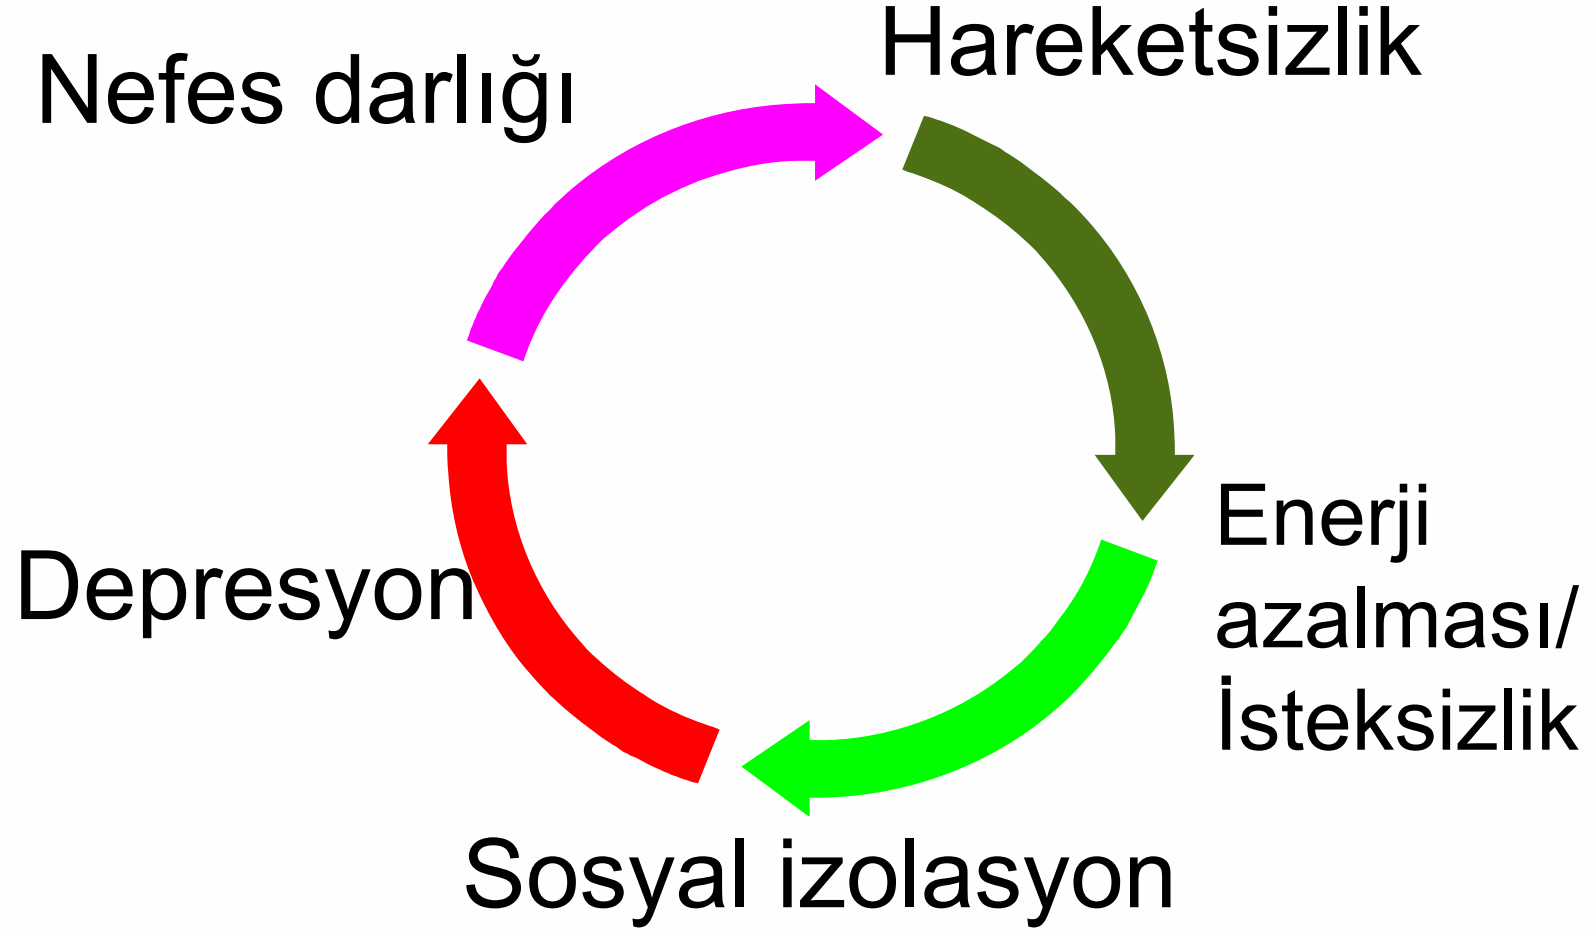 Nefes darlığı
Hareketsizlik
Enerji
azalması/
İsteksizlik
Sosyal izolasyon
Depresyon